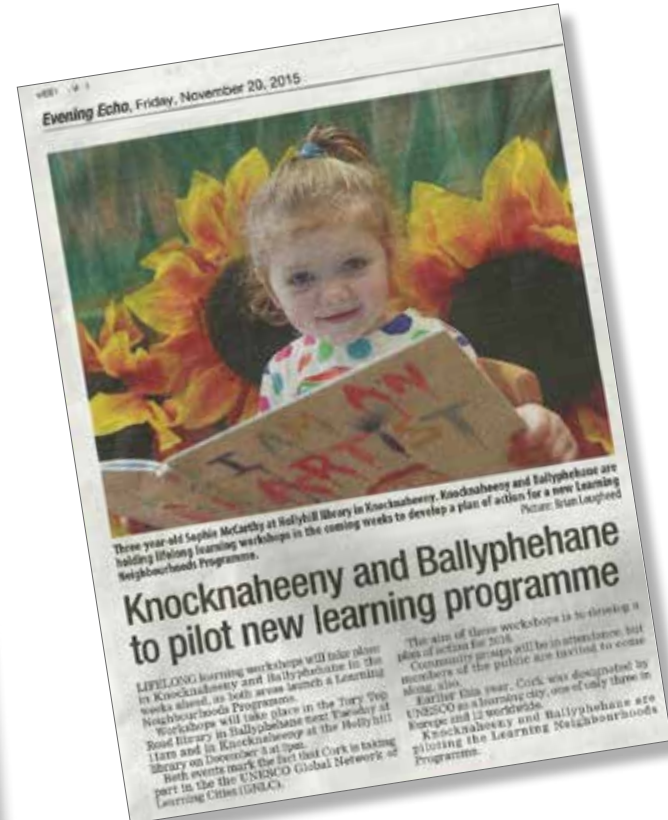 Evening Echo, Friday, November 20, 2015
I AM AN
ARTIST
Three-year-old Sophie McCarthy at Hollyhill library in Knocknaheeny. Knocknaheeny and Ballyphehane are
holding lifelong learning workshops in the coming weeks to develop a plan of action for a new Learning
Neighbourhoods Programme.
Picture: Brian Lougheed
Knocknaheeny and Ballyphehane
to pilot new learning programme
LIFELONG learning workshops will take place
in Knocknaheeny and Ballyphehane in the
weeks ahead, as both areas launch a Learning
Neighbourhoods Programme.
Workshops will take place in the Tory Top
Road library in Ballyphehane next Tuesday at
11am and in Knocknaheeny at the Hollyhill
library on December 3 at
Both events mark the fact that Cork is taking
part in the the UNESCO Global Network of
Learning Cities (GNLC).
The aim of these workshops is to develop a
plan of action for 2016.
Community groups will be in attendance, but
members of the public are invited to come
along, also.
Earlier this year, Cork was designated by
UNESCO as a learning city, one of only three in
Europe and 12 worldwide.
Knocknaheeny and Ballyphehane are
piloting the Learning Neighbourhoods
Programme.